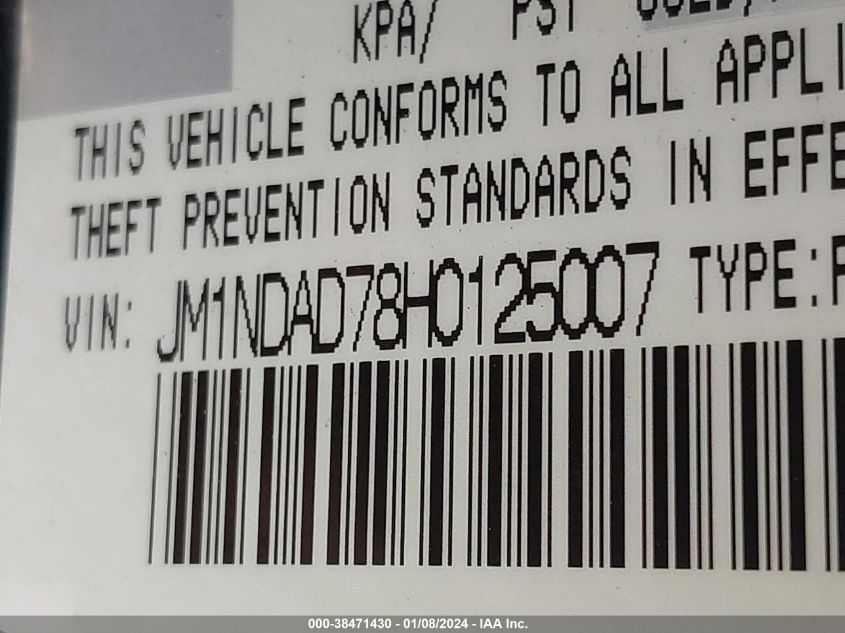 KPA/ PSI COLD/
THIS VEHICLE CONFORMS TO ALL APPLI
THEFT PREVENTION STANDARDS IN EFFE
VIN: JM1NDAD78H0125007 TYPE:P
000-38471430 - 01/08/2024 - IAA Inc.